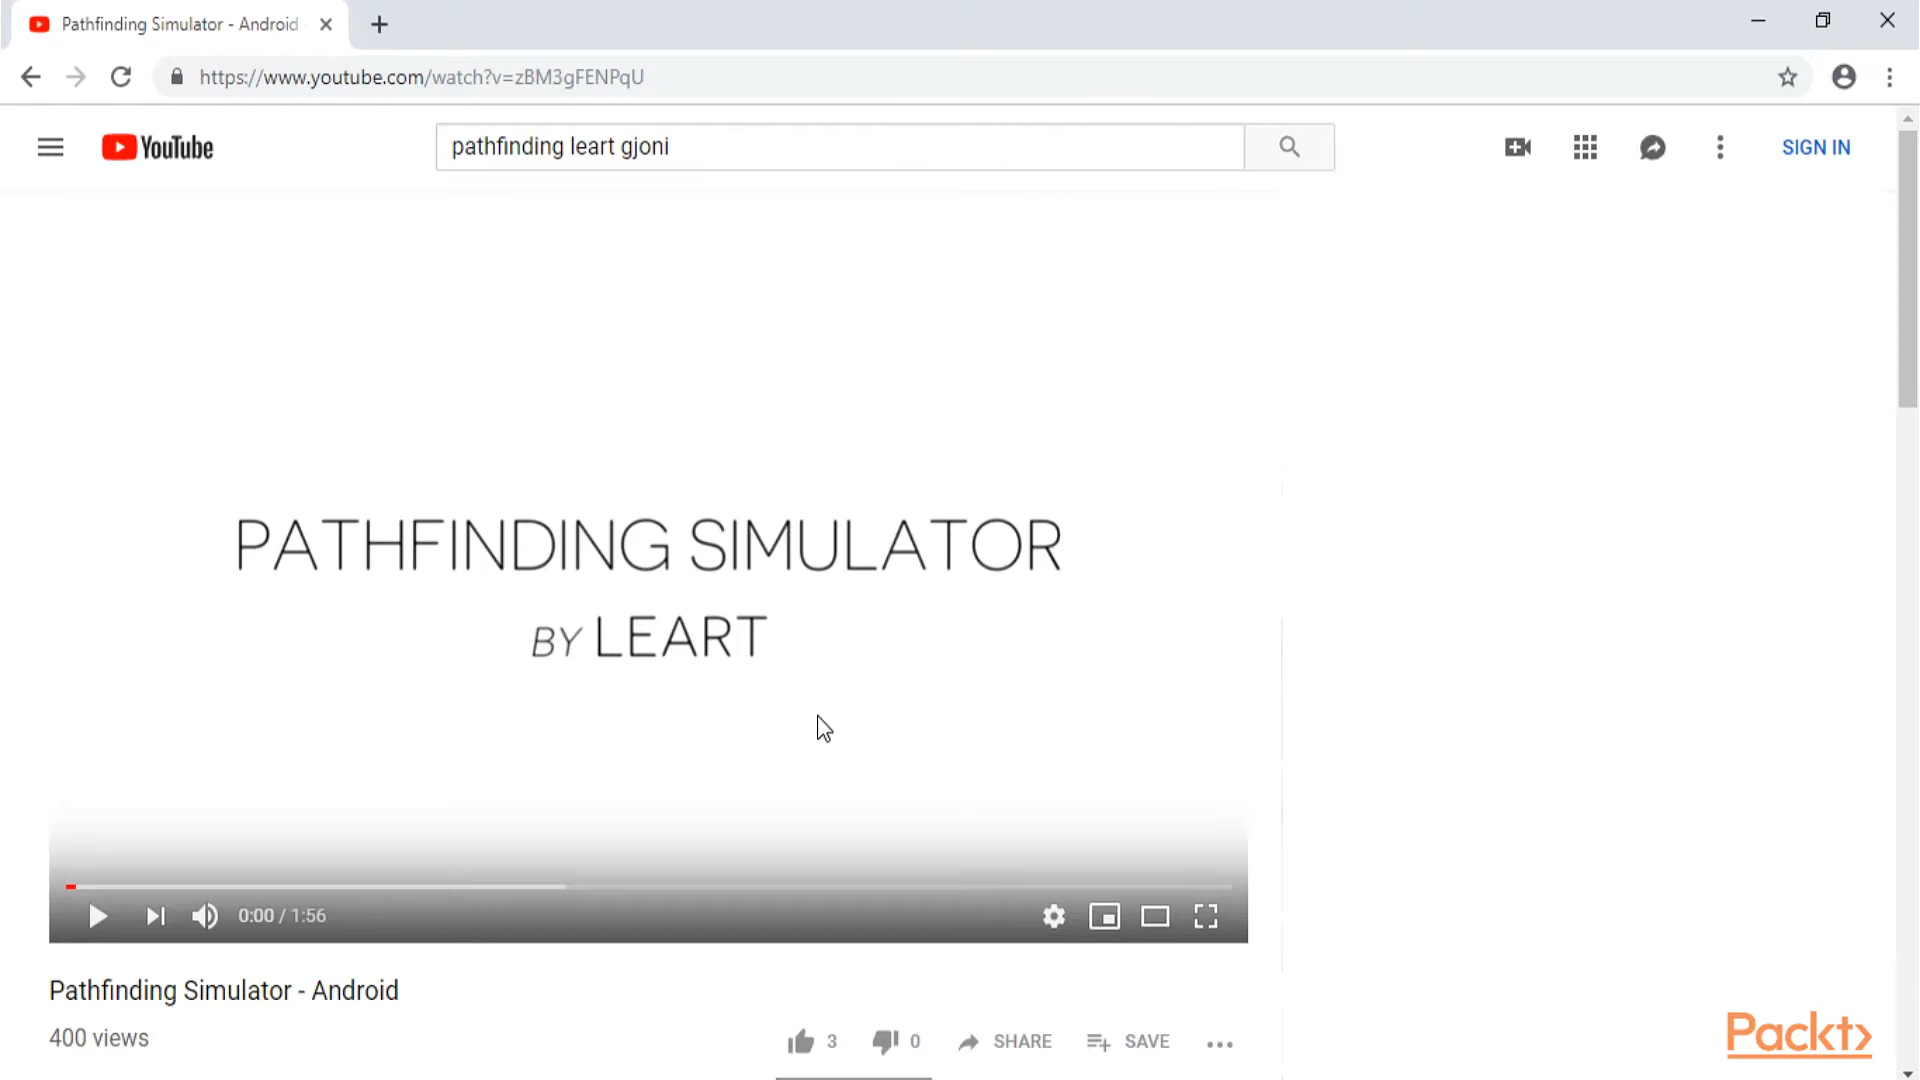 Pathfinding Simulator - Android
https://www.youtube.com/watch?v=zBM3gFENPqU
YouTube
pathfinding leart gjoni
SIGN IN
PATHFINDING SIMULATOR
BY LEART
0:00 / 1:56
Pathfinding Simulator - Android
400 views
3
0
SHARE
SAVE
Packt